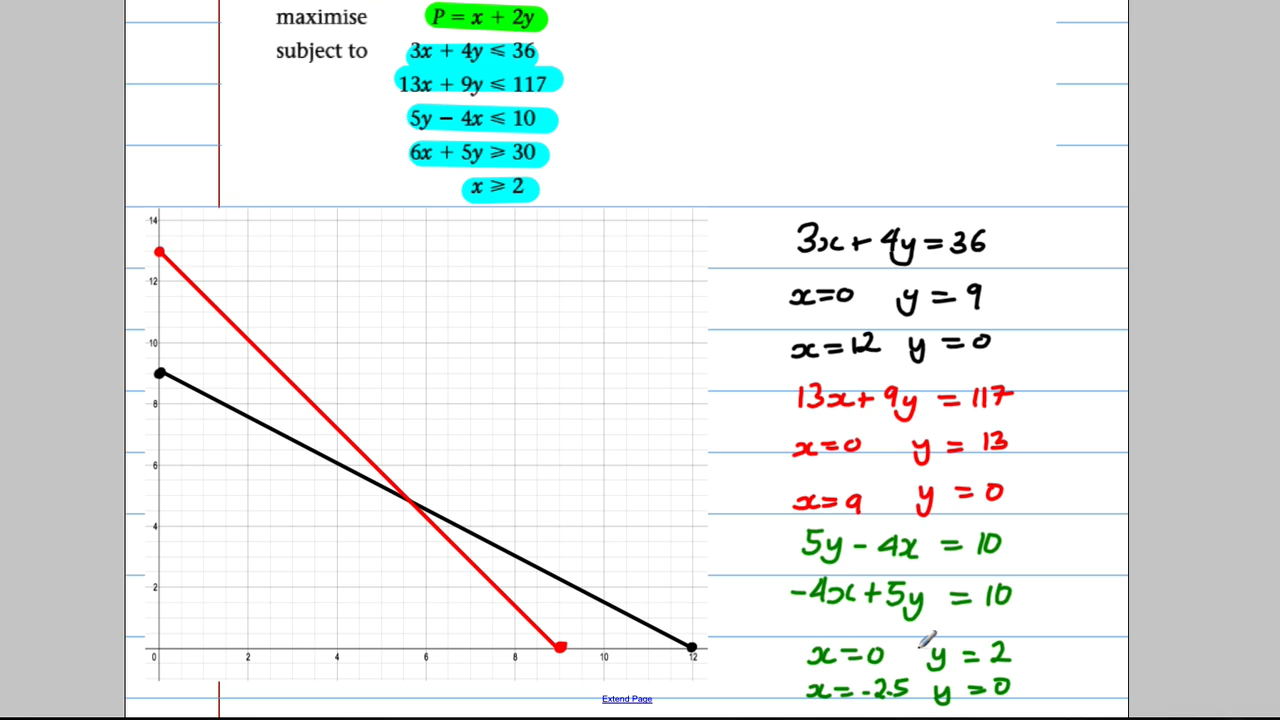 maximise P = x + 2y
subject to 3x + 4y ⩽ 36
13x + 9y ⩽ 117
5y − 4x ⩽ 10
6x + 5y ⩾ 30
x ⩾ 2
14
12
10
8
6
4
2
0 2 4 6 8 10 12
3x + 4y = 36
x=0 y = 9
x=12 y = 0
13x + 9y = 117
x=0 y = 13
x=9 y = 0
5y − 4x = 10
-4x + 5y = 10
x=0 y = 2
x=-2.5 y = 0
Extend Page